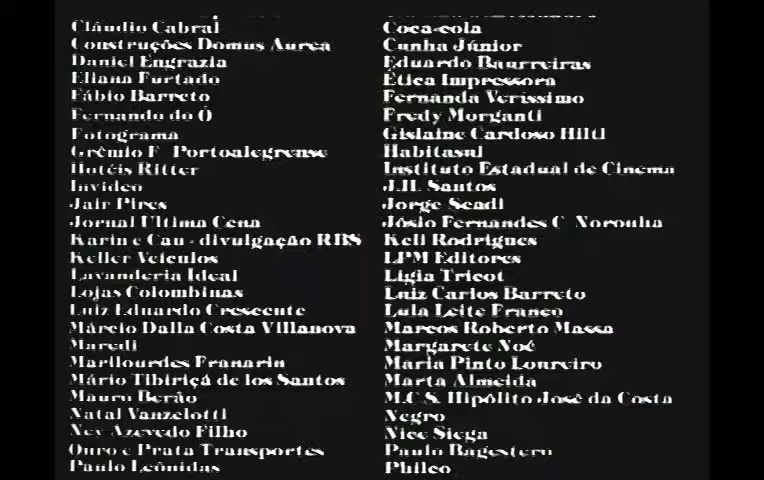 Cláudio Cabral
Construções Domus Aurea
Daniel Engrazia
Eliana Furtado
Fábio Barreto
Fernando do Ó
Fotograma
Grêmio F. Portoalegrense
Hotéis Ritter
Invideo
Jair Pires
Jornal Última Cena
Karin e Cau - divulgação RBS
Keller Veículos
Lavanderia Ideal
Lojas Colombinas
Luiz Eduardo Crescente
Márcio Dalla Costa Villanova
Maredi
Marilourdes Franarin
Mário Tibiriçá de los Santos
Mauro Berão
Natal Vanzelotti
Ney Azevedo Filho
Ouro e Prata Transportes
Paulo Leônidas
Coca-cola
Cunha Júnior
Eduardo Baurreiras
Ética Impressora
Fernanda Veríssimo
Fredy Morganti
Gislaine Cardoso Hiltl
Habitasul
Instituto Estadual de Cinema
J.H. Santos
Jorge Seadi
Jósio Fernandes C. Noronha
Keli Rodrigues
LPM Editores
Lígia Tricot
Luiz Carlos Barreto
Lula Leite Franco
Marcos Roberto Massa
Margarete Noé
Maria Pinto Loureiro
Marta Almeida
M.C.S. Hipólito José da Costa
Negro
Nice Siega
Paulo Bagestero
Philco